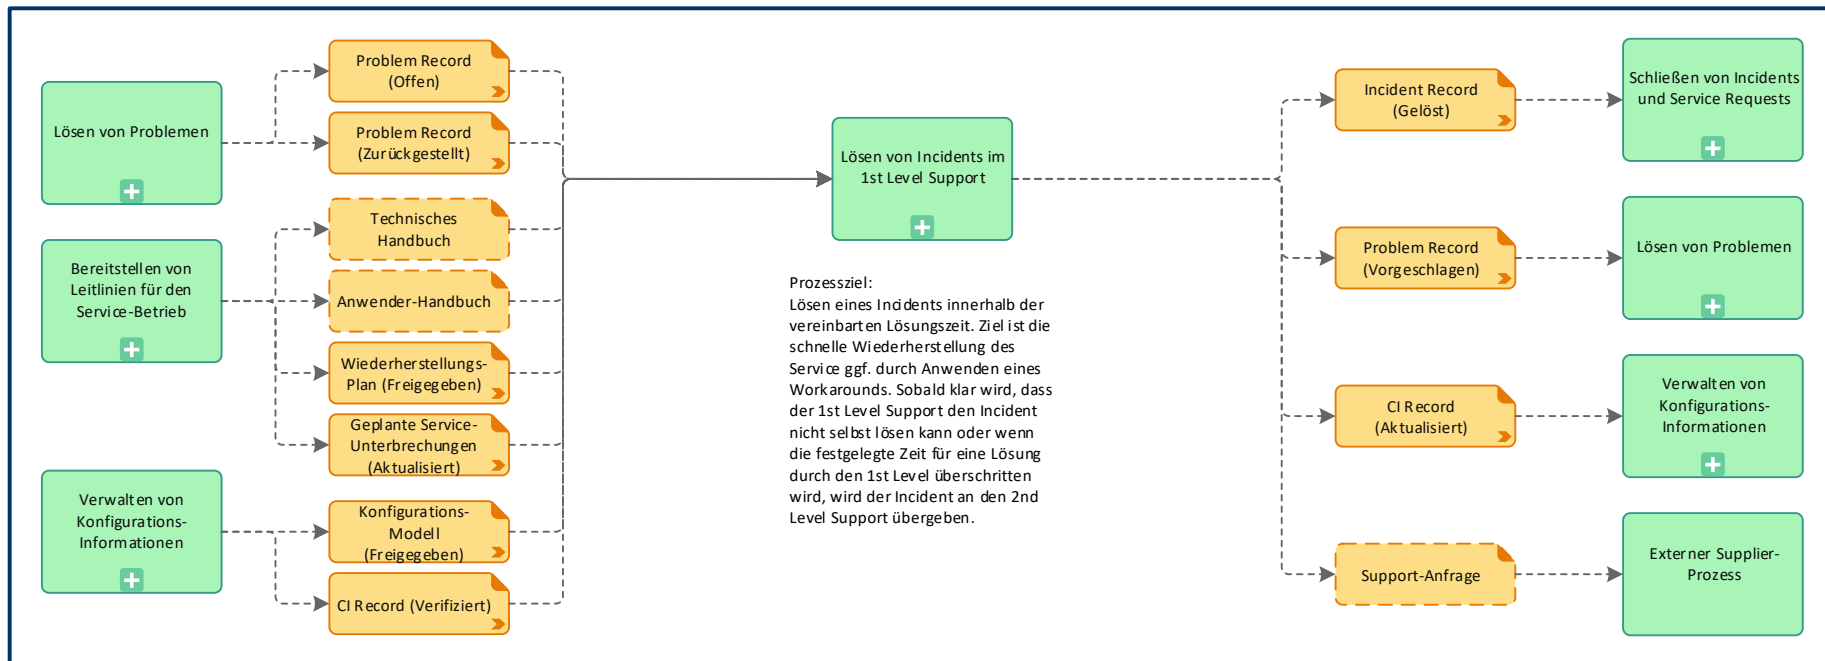 Lösen von Problemen
Bereitstellen von
Leitlinien für den
Service-Betrieb
Verwalten von
Konfigurations-
Informationen
Problem Record
(Offen)
Problem Record
(Zurückgestellt)
Technisches
Handbuch
Anwender-Handbuch
Wiederherstellungs-
Plan (Freigegeben)
Geplante Service-
Unterbrechungen
(Aktualisiert)
Konfigurations-
Modell
(Freigegeben)
CI Record (Verifiziert)
Lösen von Incidents im
1st Level Support
Prozessziel:
Lösen eines Incidents innerhalb der
vereinbarten Lösungszeit. Ziel ist die
schnelle Wiederherstellung des
Service ggf. durch Anwenden eines
Workarounds. Sobald klar wird, dass
der 1st Level Support den Incident
nicht selbst lösen kann oder wenn
die festgelegte Zeit für eine Lösung
durch den 1st Level überschritten
wird, wird der Incident an den 2nd
Level Support übergeben.
Incident Record
(Gelöst)
Problem Record
(Vorgeschlagen)
CI Record
(Aktualisiert)
Support-Anfrage
Schließen von Incidents
und Service Requests
Lösen von Problemen
Verwalten von
Konfigurations-
Informationen
Externer Supplier-
Prozess